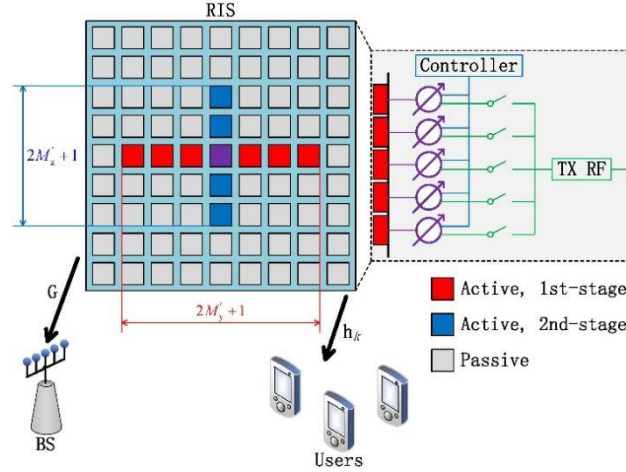 RIS
Controller
2M'z+1
TX RF
G
2M'y+1
hk
Active, 1st-stage
Active, 2nd-stage
Passive
BS
Users